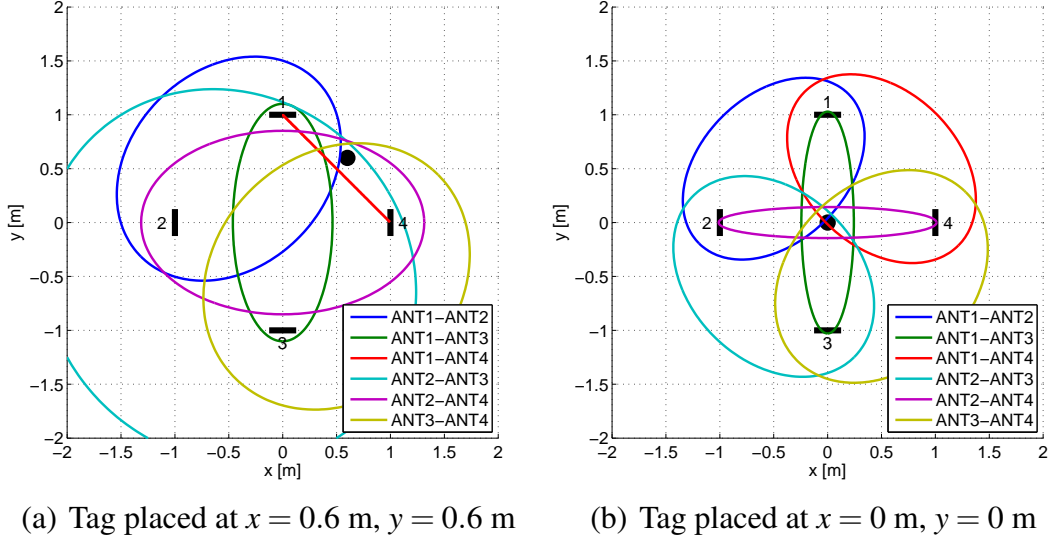 2
1.5
1
0.5
0
−0.5
−1
−1.5
−2
y [m]
−2 −1.5 −1 −0.5 0 0.5 1 1.5 2
x [m]
1
2
3
4
ANT1−ANT2
ANT1−ANT3
ANT1−ANT4
ANT2−ANT3
ANT2−ANT4
ANT3−ANT4
(a) Tag placed at x = 0.6 m, y = 0.6 m
2
1.5
1
0.5
0
−0.5
−1
−1.5
−2
y [m]
−2 −1.5 −1 −0.5 0 0.5 1 1.5 2
x [m]
1
2
3
4
ANT1−ANT2
ANT1−ANT3
ANT1−ANT4
ANT2−ANT3
ANT2−ANT4
ANT3−ANT4
(b) Tag placed at x = 0 m, y = 0 m